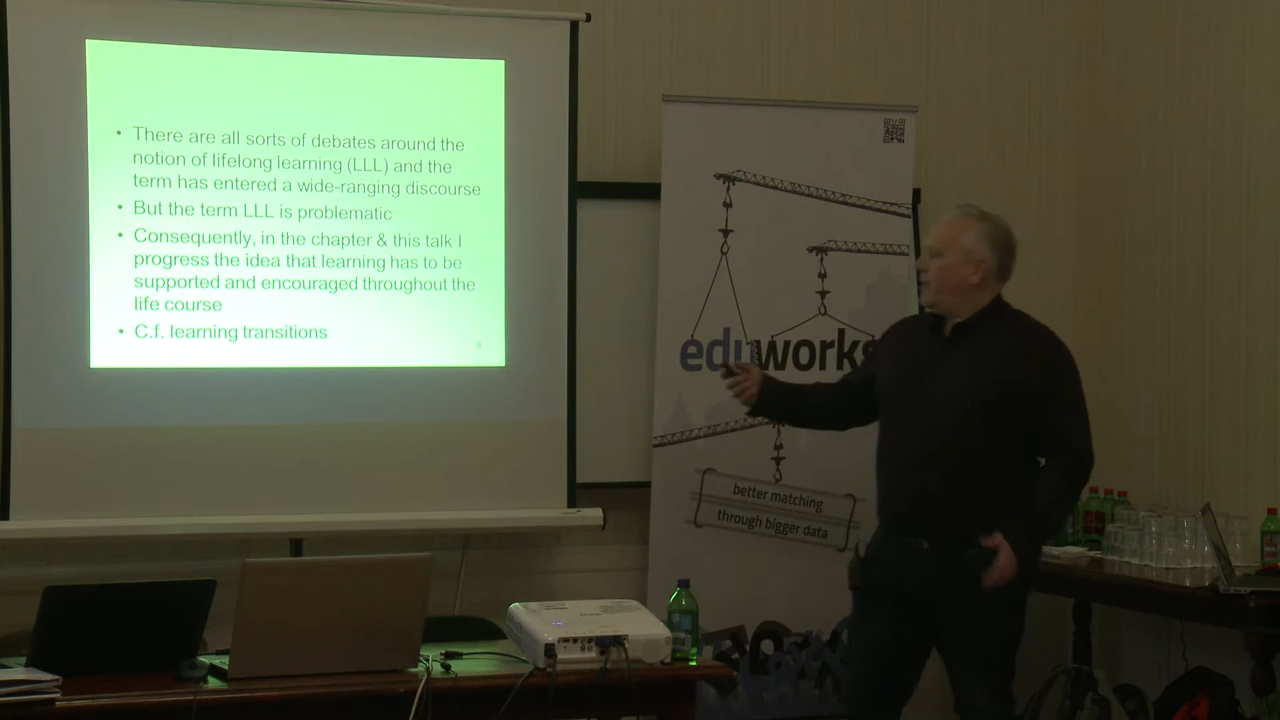 • There are all sorts of debates around the
notion of lifelong learning (LLL) and the
term has entered a wide-ranging discourse
• But the term LLL is problematic
• Consequently, in the chapter & this talk I
progress the idea that learning has to be
supported and encouraged throughout the
life course
• C.f. learning transitions
eduworks
better matching
through bigger data